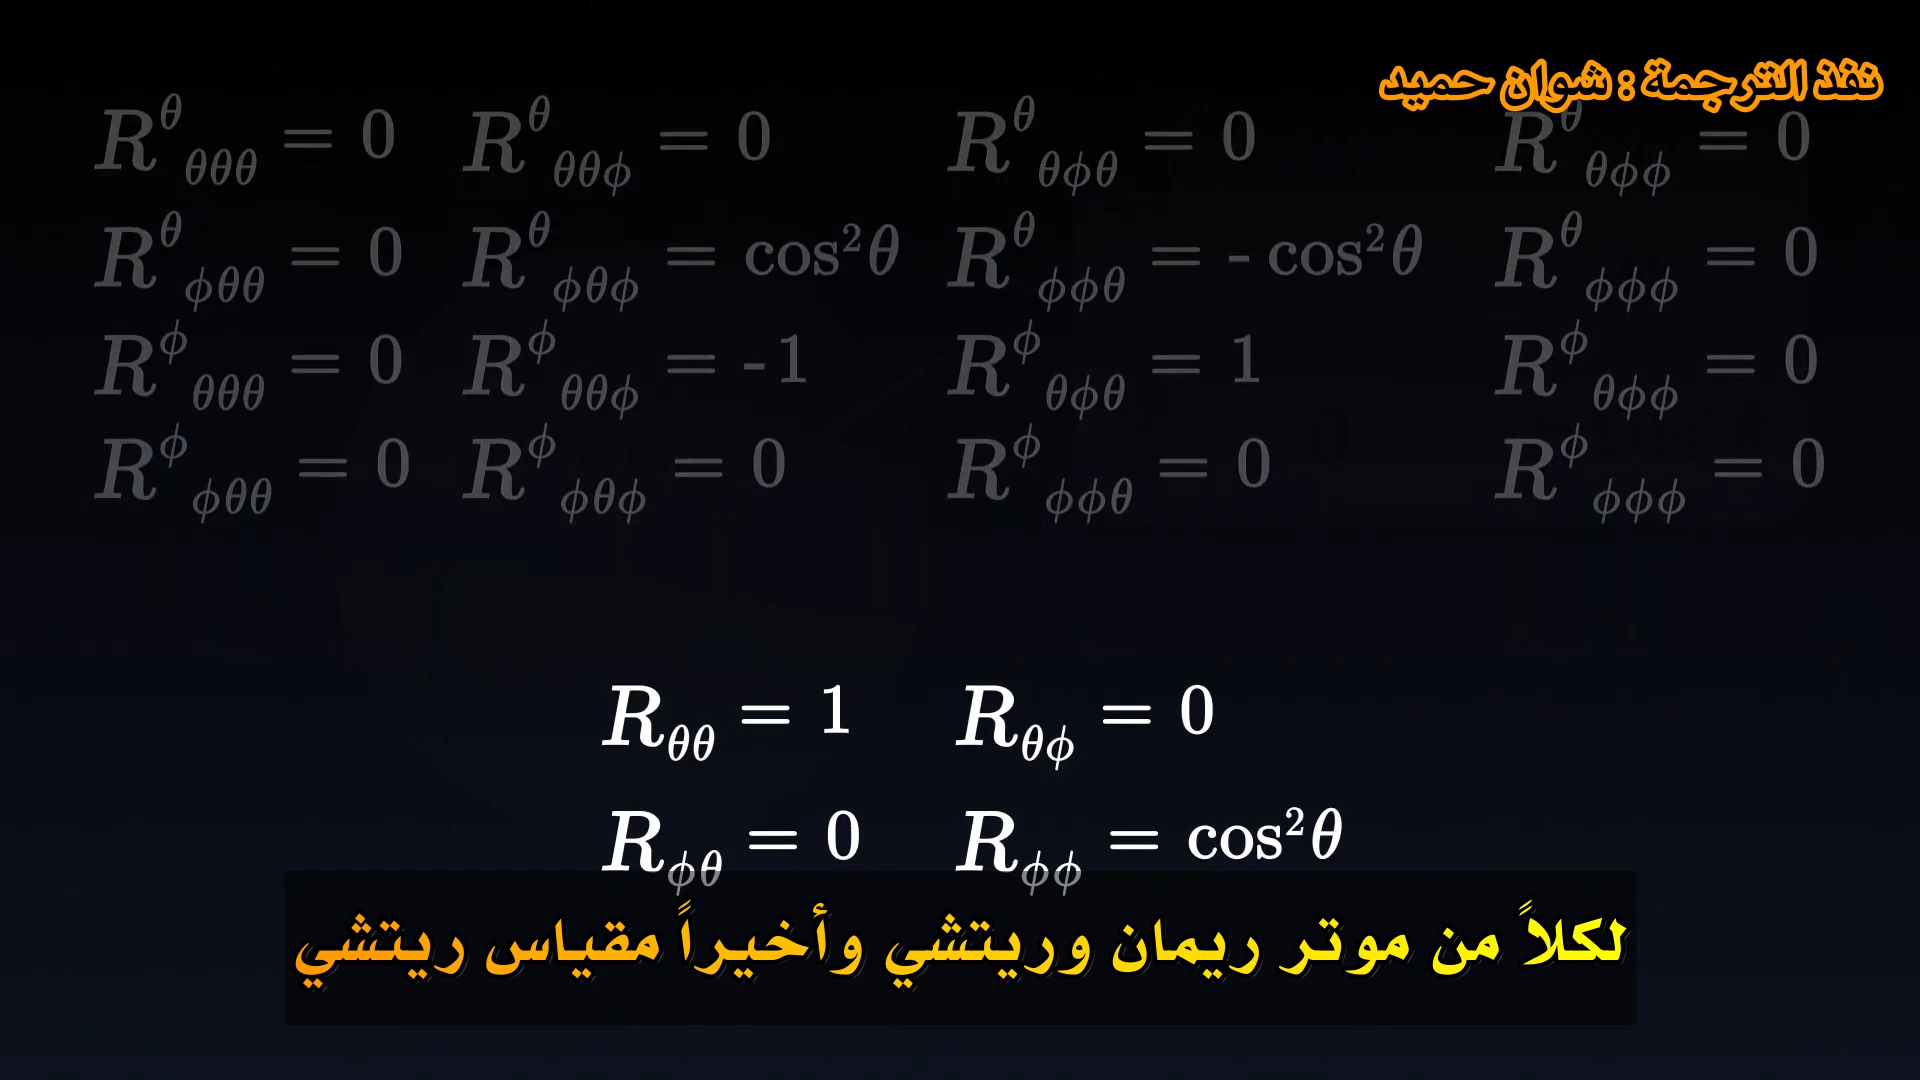 نفذ الترجمة : شوان حميد
R^θ_θθθ = 0 R^θ_θθϕ = 0 R^θ_θϕθ = 0 R^θ_θϕϕ = 0
R^θ_ϕθθ = 0 R^θ_ϕθϕ = cos²θ R^θ_ϕϕθ = - cos²θ R^θ_ϕϕϕ = 0
R^ϕ_θθθ = 0 R^ϕ_θθϕ = -1 R^ϕ_θϕθ = 1 R^ϕ_θϕϕ = 0
R^ϕ_ϕθθ = 0 R^ϕ_ϕθϕ = 0 R^ϕ_ϕϕθ = 0 R^ϕ_ϕϕϕ = 0
R_θθ = 1 R_θϕ = 0
R_ϕθ = 0 R_ϕϕ = cos²θ
لكلاً من موتر ريمان وريتشي وأخيراً مقياس ريتشي